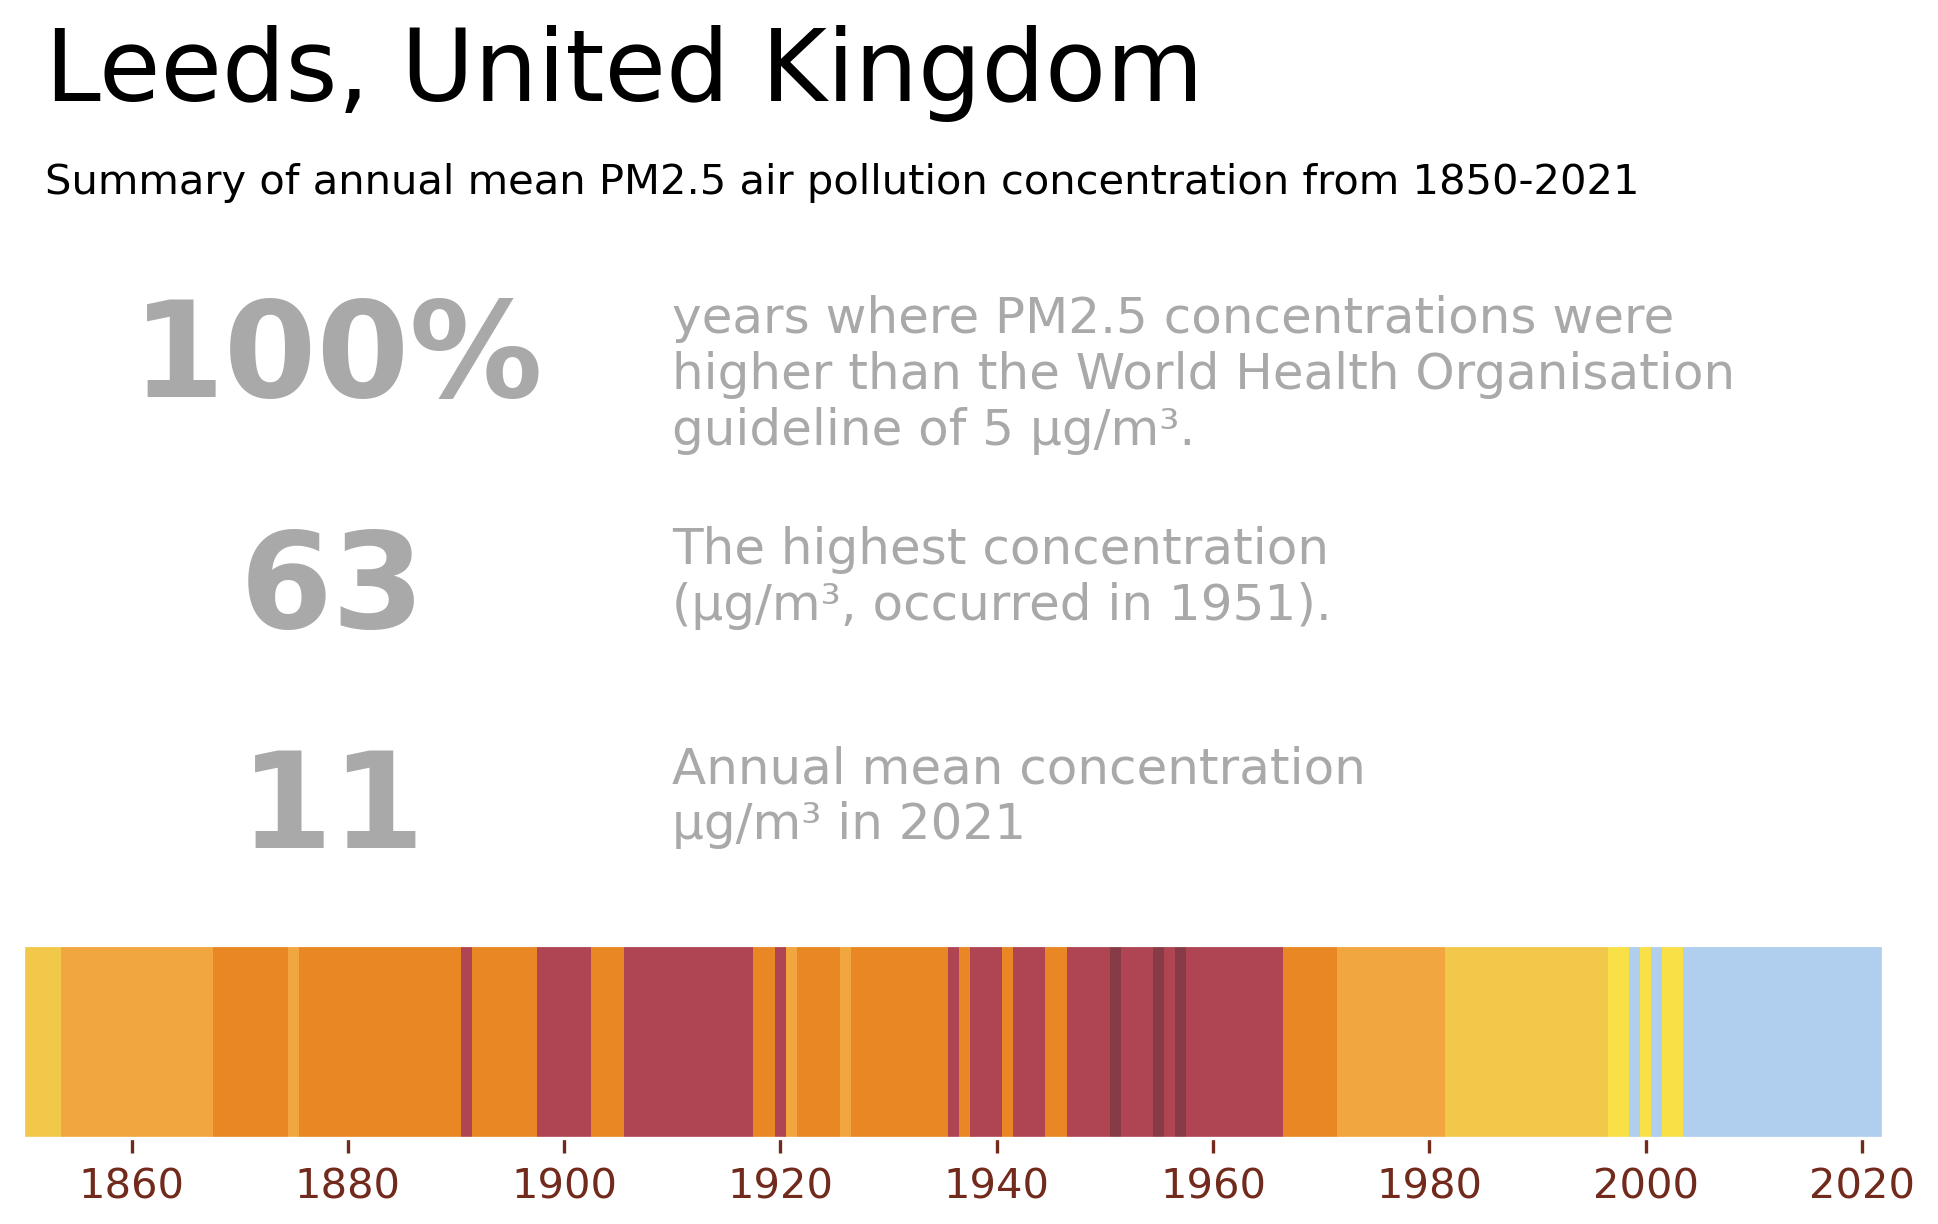 Leeds, United Kingdom
Summary of annual mean PM2.5 air pollution concentration from 1850-2021
100%
years where PM2.5 concentrations were
higher than the World Health Organisation
guideline of 5 μg/m³.
63
The highest concentration
(μg/m³, occurred in 1951).
11
Annual mean concentration
μg/m³ in 2021
1860 1880 1900 1920 1940 1960 1980 2000 2020